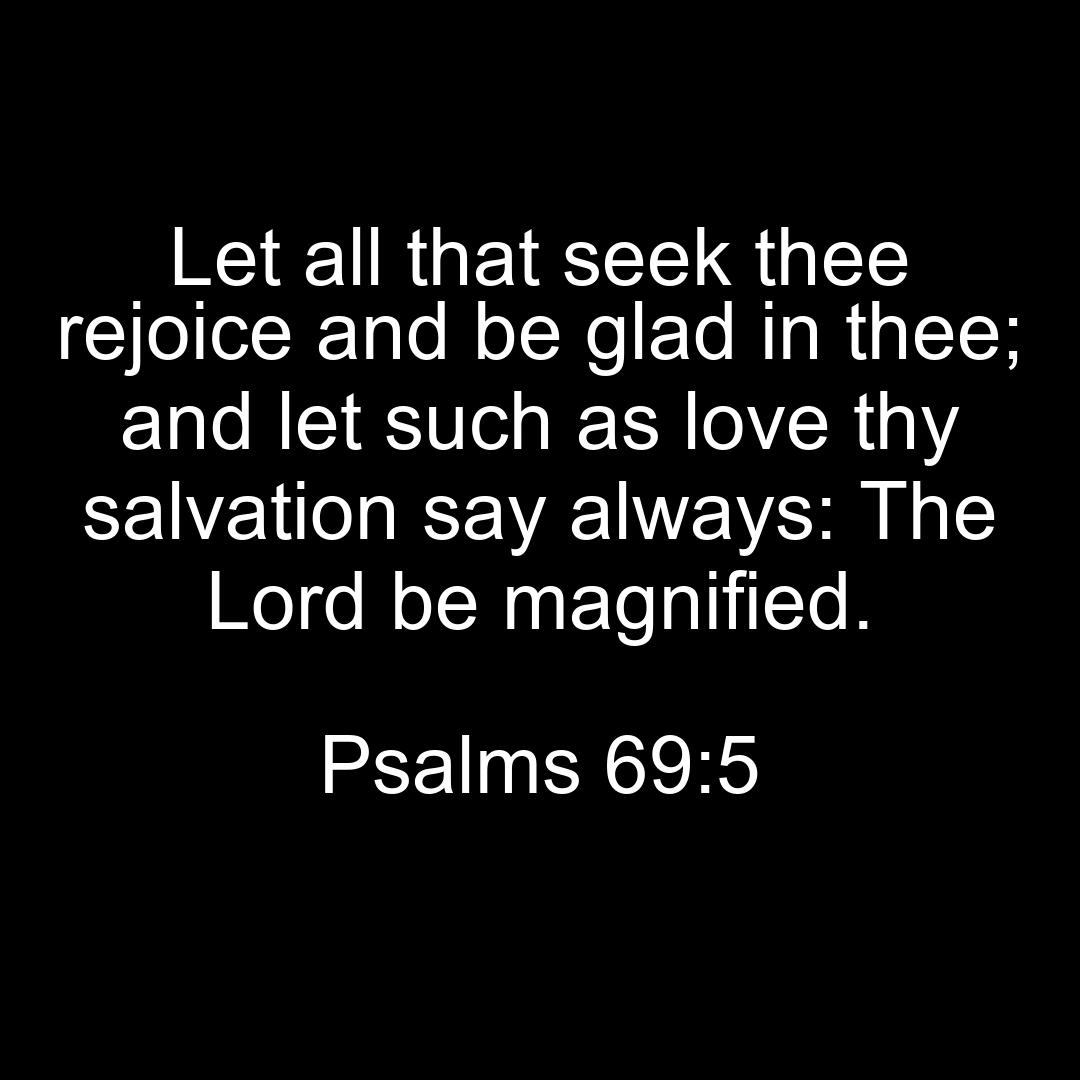 Let all that seek thee
rejoice and be glad in thee;
and let such as love thy
salvation say always: The
Lord be magnified.
Psalms 69:5